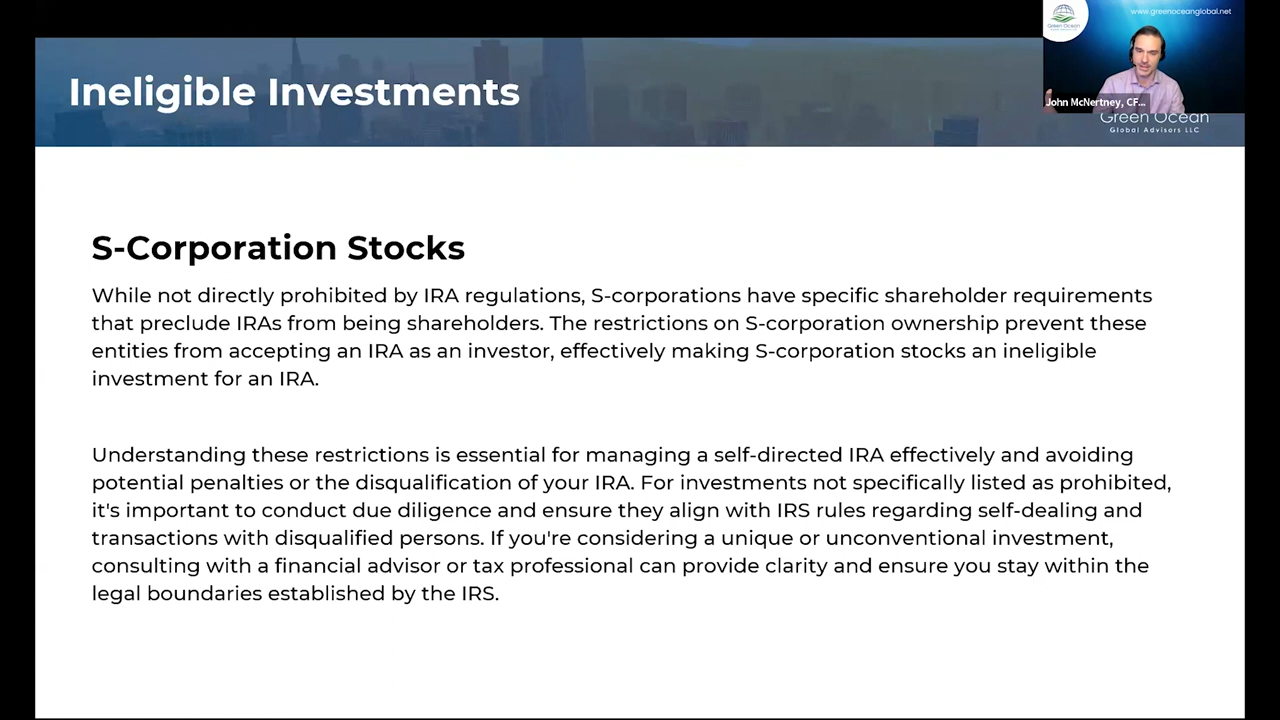 www.greenoceanglobal.net
Green Ocean
Ineligible Investments
John McNertney, CF...
Green Ocean
Global Advisors LLC
S-Corporation Stocks
While not directly prohibited by IRA regulations, S-corporations have specific shareholder requirements
that preclude IRAs from being shareholders. The restrictions on S-corporation ownership prevent these
entities from accepting an IRA as an investor, effectively making S-corporation stocks an ineligible
investment for an IRA.
Understanding these restrictions is essential for managing a self-directed IRA effectively and avoiding
potential penalties or the disqualification of your IRA. For investments not specifically listed as prohibited,
it's important to conduct due diligence and ensure they align with IRS rules regarding self-dealing and
transactions with disqualified persons. If you're considering a unique or unconventional investment,
consulting with a financial advisor or tax professional can provide clarity and ensure you stay within the
legal boundaries established by the IRS.